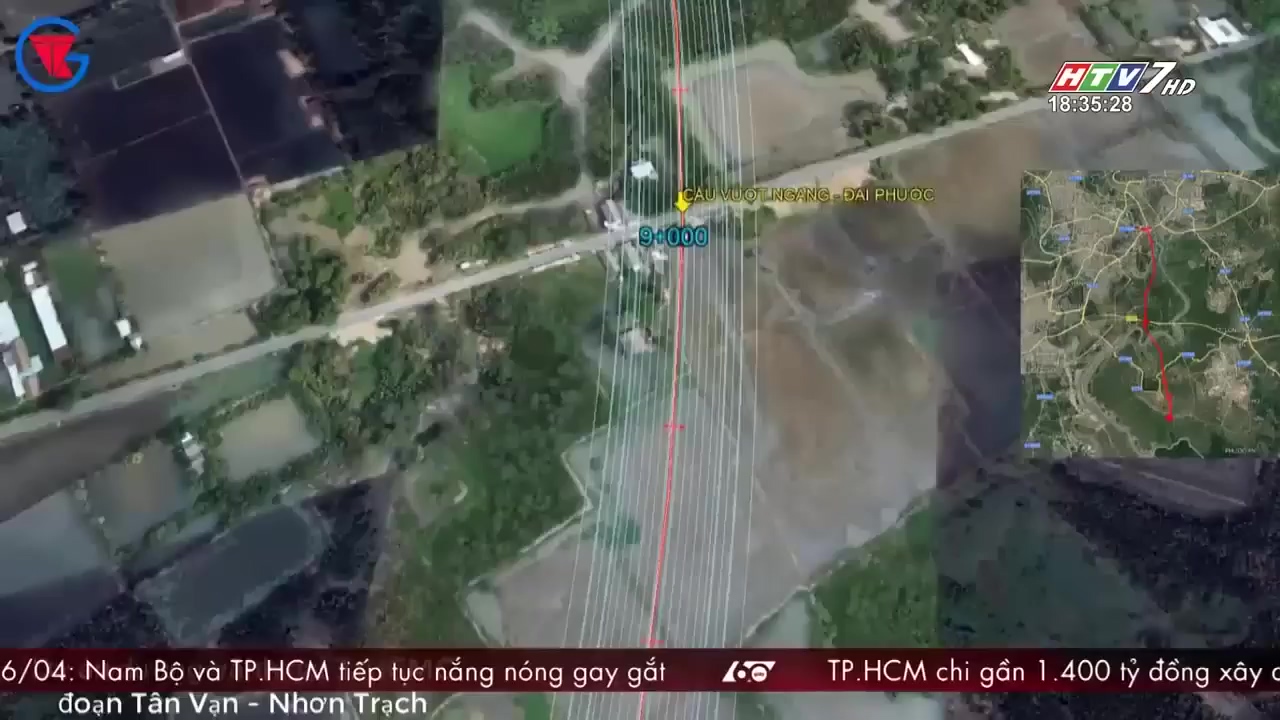 HTV7 HD
18:35:28
CẦU VƯỢT NGANG - ĐẠI PHƯỚC
9+000
6/04: Nam Bộ và TP.HCM tiếp tục nắng nóng gay gắt
TP.HCM chi gần 1.400 tỷ đồng xây
đoạn Tân Vạn - Nhơn Trạch